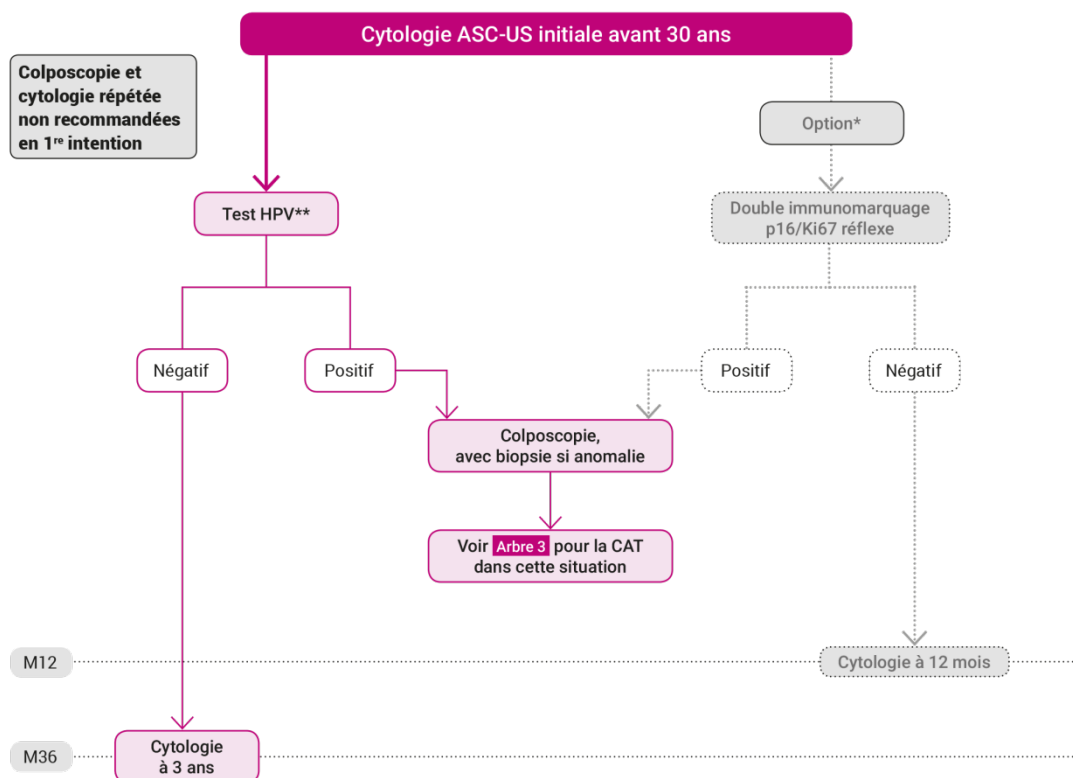 Cytologie ASC-US initiale avant 30 ans
Colposcopie et
cytologie répétée
non recommandées
en 1re intention
Option*
Test HPV**
Double immunomarquage
p16/Ki67 réflexe
Négatif
Positif
Positif
Négatif
Colposcopie,
avec biopsie si anomalie
Voir Arbre 3 pour la CAT
dans cette situation
M12
Cytologie à 12 mois
M36
Cytologie
à 3 ans